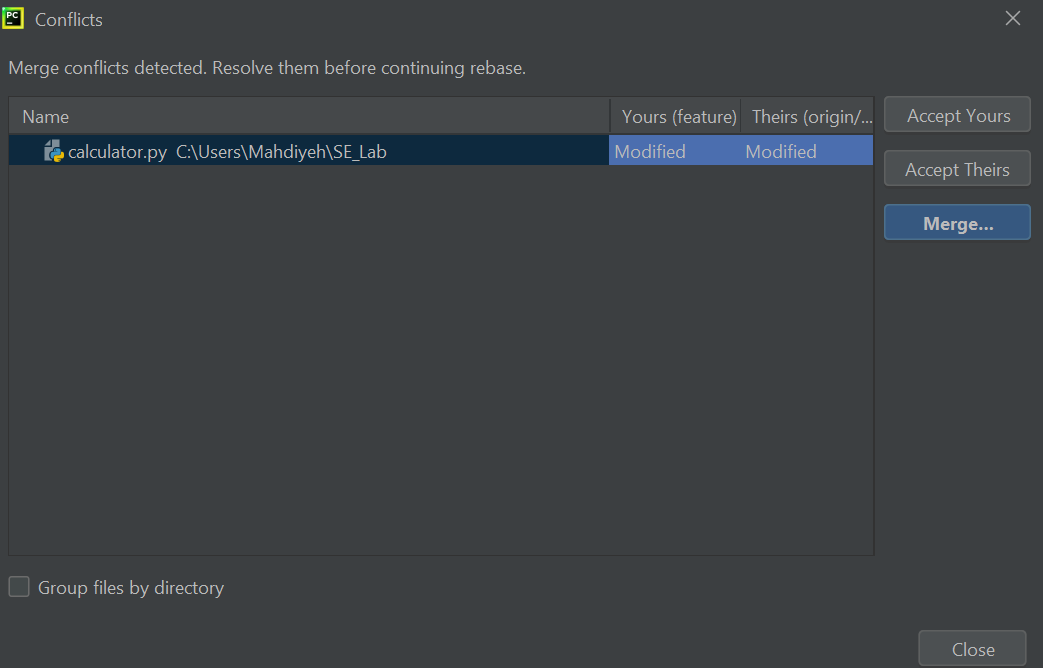 PC
Conflicts
Merge conflicts detected. Resolve them before continuing rebase.
Name Yours (feature) Theirs (origin/...
calculator.py C:\Users\Mahdiyeh\SE_Lab Modified Modified
Accept Yours
Accept Theirs
Merge...
Group files by directory
Close